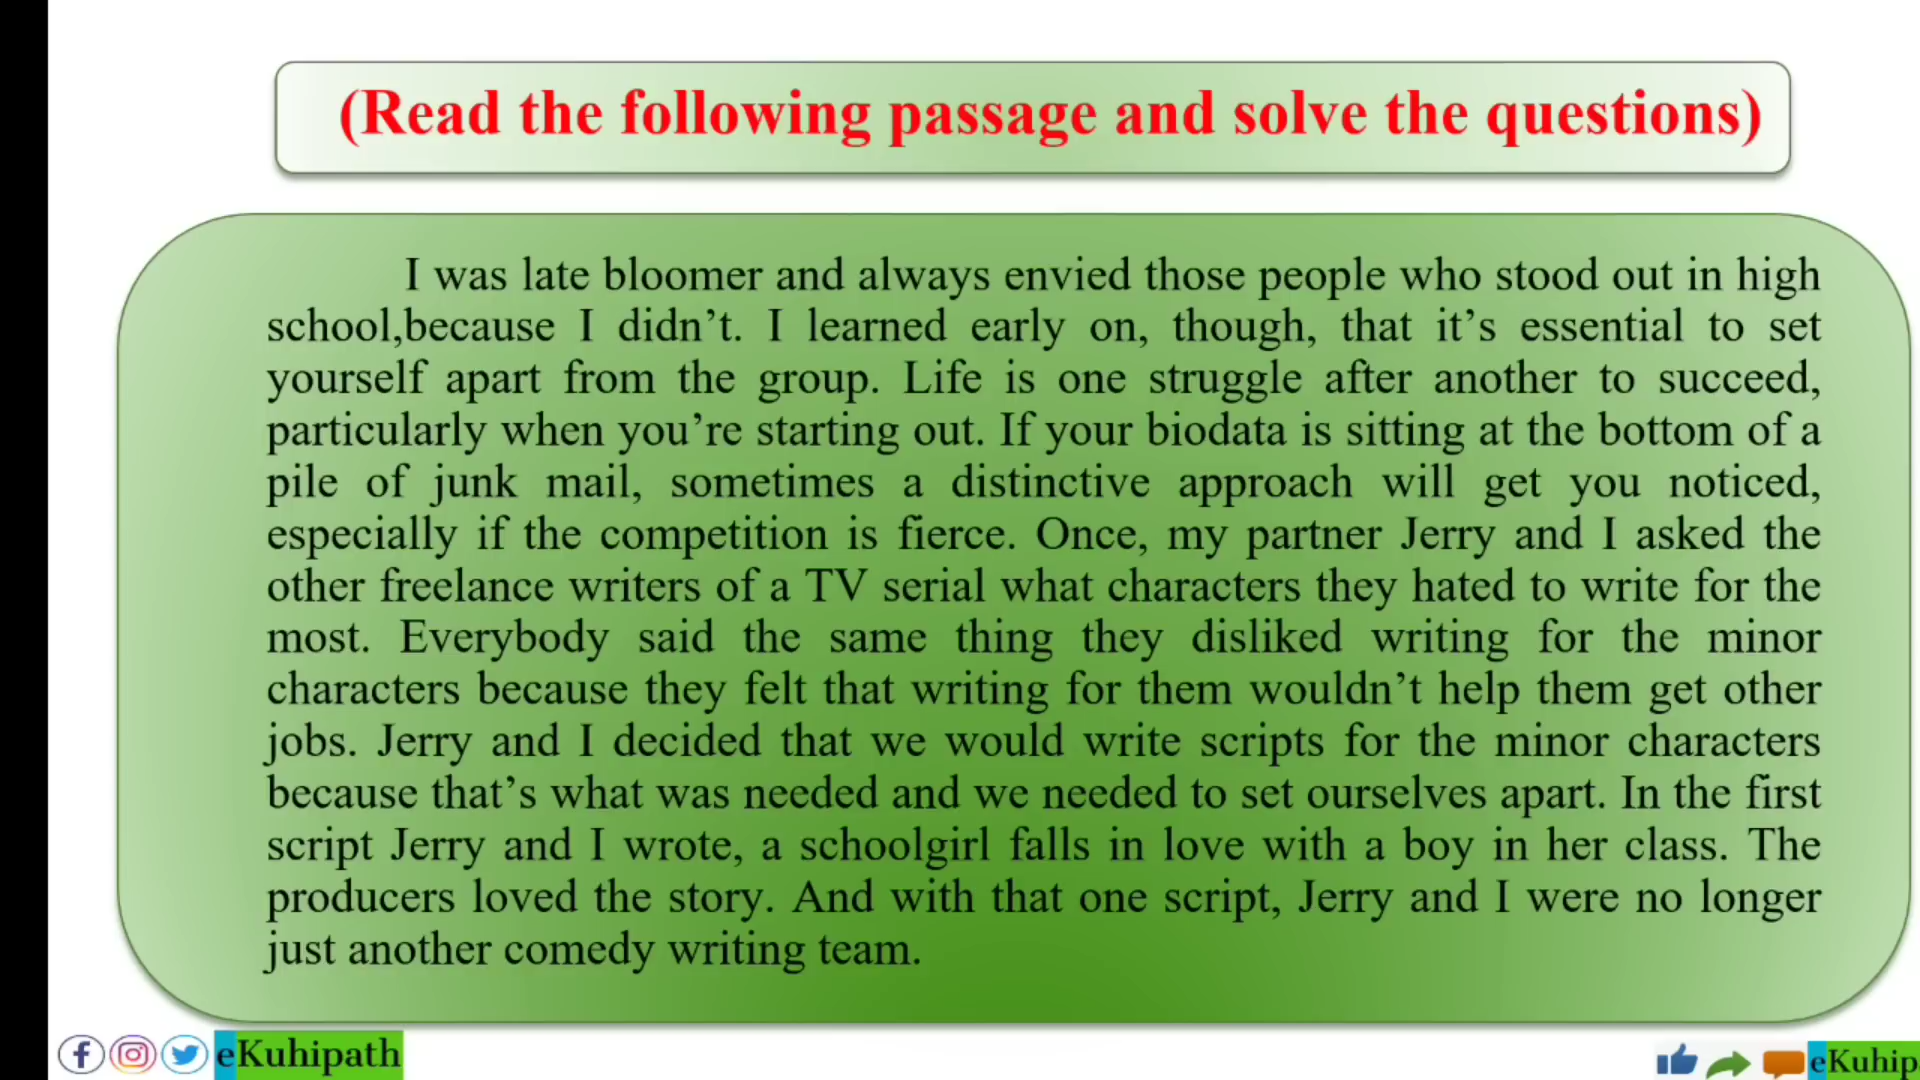 (Read the following passage and solve the questions)
I was late bloomer and always envied those people who stood out in high
school,because I didn’t. I learned early on, though, that it’s essential to set
yourself apart from the group. Life is one struggle after another to succeed,
particularly when you’re starting out. If your biodata is sitting at the bottom of a
pile of junk mail, sometimes a distinctive approach will get you noticed,
especially if the competition is fierce. Once, my partner Jerry and I asked the
other freelance writers of a TV serial what characters they hated to write for the
most. Everybody said the same thing they disliked writing for the minor
characters because they felt that writing for them wouldn’t help them get other
jobs. Jerry and I decided that we would write scripts for the minor characters
because that’s what was needed and we needed to set ourselves apart. In the first
script Jerry and I wrote, a schoolgirl falls in love with a boy in her class. The
producers loved the story. And with that one script, Jerry and I were no longer
just another comedy writing team.
eKuhipath
eKuhip